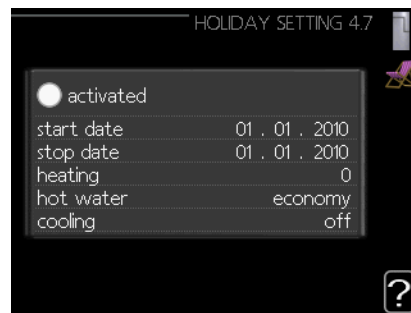 HOLIDAY SETTING 4.7
activated
start date 01 . 01 . 2010
stop date 01 . 01 . 2010
heating 0
hot water economy
cooling off
?